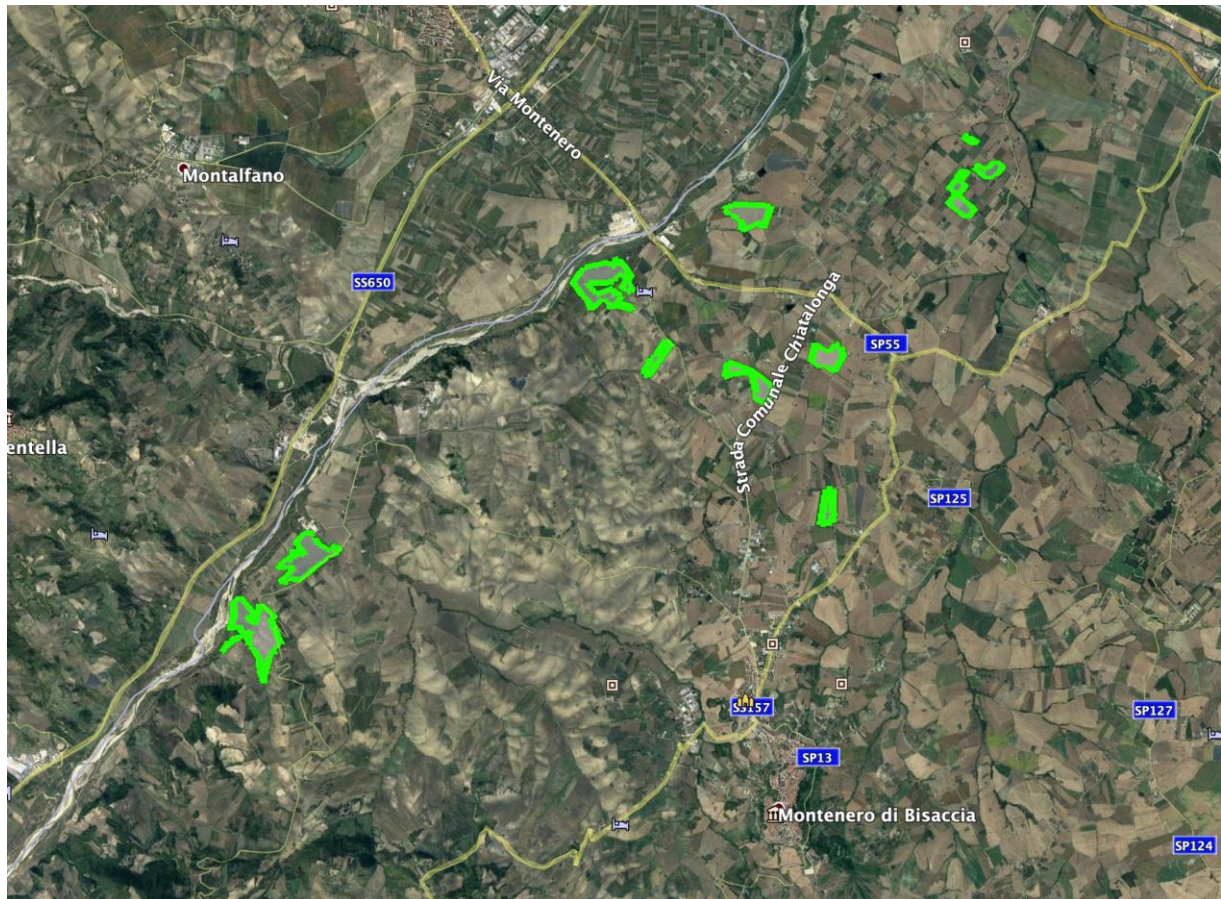 Via Montenero
Montalfano
SS650
Strada Comunale Chiatalonga
SP55
entella
SP125
SS157
SP127
SP13
Montenero di Bisaccia
SP124